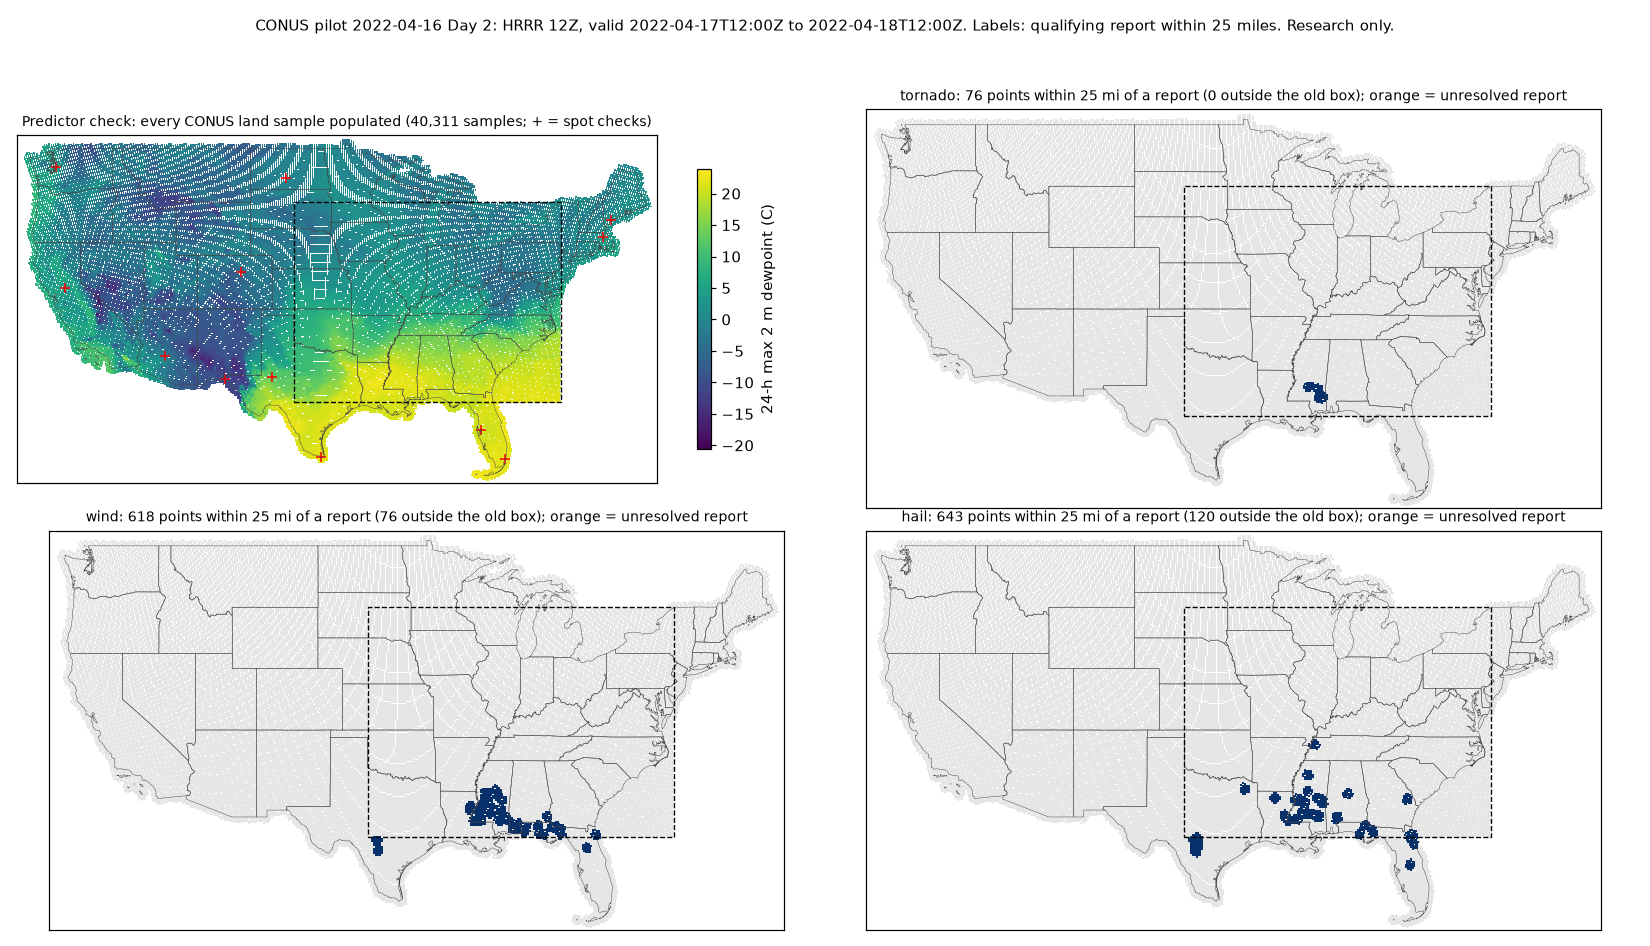 CONUS pilot 2022-04-16 Day 2: HRRR 12Z, valid 2022-04-17T12:00Z to 2022-04-18T12:00Z. Labels: qualifying report within 25 miles. Research only.
Predictor check: every CONUS land sample populated (40,311 samples; + = spot checks)
20
15
10
5
0
−5
−10
−15
−20
24-h max 2 m dewpoint (C)
tornado: 76 points within 25 mi of a report (0 outside the old box); orange = unresolved report
wind: 618 points within 25 mi of a report (76 outside the old box); orange = unresolved report
hail: 643 points within 25 mi of a report (120 outside the old box); orange = unresolved report